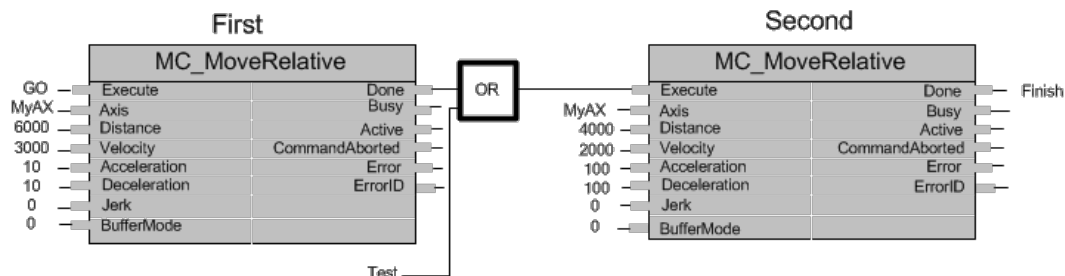 First
Second
MC_MoveRelative
MC_MoveRelative
GO
Execute
Done
OR
Execute
Done
Finish
MyAX
Axis
Busy
MyAX
Axis
Busy
6000
Distance
Active
4000
Distance
Active
3000
Velocity
CommandAborted
2000
Velocity
CommandAborted
10
Acceleration
Error
100
Acceleration
Error
10
Deceleration
ErrorID
100
Deceleration
ErrorID
0
Jerk
0
Jerk
0
BufferMode
0
BufferMode
Test